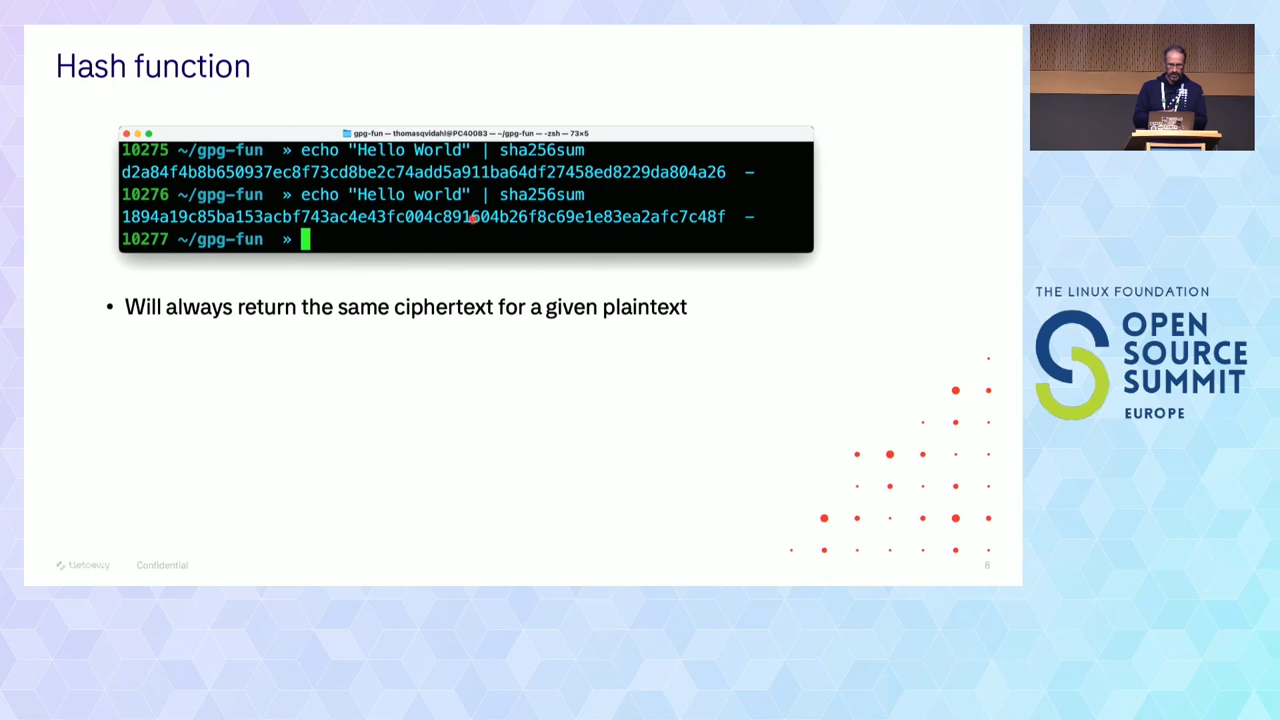 Hash function
gpg-fun — thomasqvidahl@PC40083 — ~/gpg-fun — -zsh — 73×5
10275 ~/gpg-fun » echo "Hello World" | sha256sum
d2a84f4b8b650937ec8f73cd8be2c74add5a911ba64df27458ed8229da804a26 -
10276 ~/gpg-fun » echo "Hello world" | sha256sum
1894a19c85ba153acbf743ac4e43fc004c891604b26f8c69e1e83ea2afc7c48f -
10277 ~/gpg-fun »
• Will always return the same ciphertext for a given plaintext
tietoevry Confidential 8
THE LINUX FOUNDATION
OPEN
SOURCE
SUMMIT
EUROPE